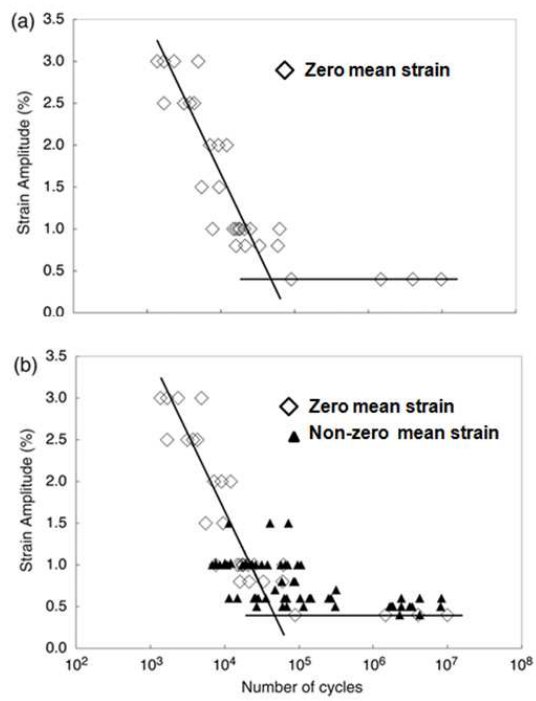 (a)
3.5
3.0
2.5
2.0
1.5
1.0
0.5
0.0
Strain Amplitude (%)
Zero mean strain
(b)
3.5
3.0
2.5
2.0
1.5
1.0
0.5
0.0
Strain Amplitude (%)
Zero mean strain
Non-zero mean strain
10² 10³ 10⁴ 10⁵ 10⁶ 10⁷ 10⁸
Number of cycles